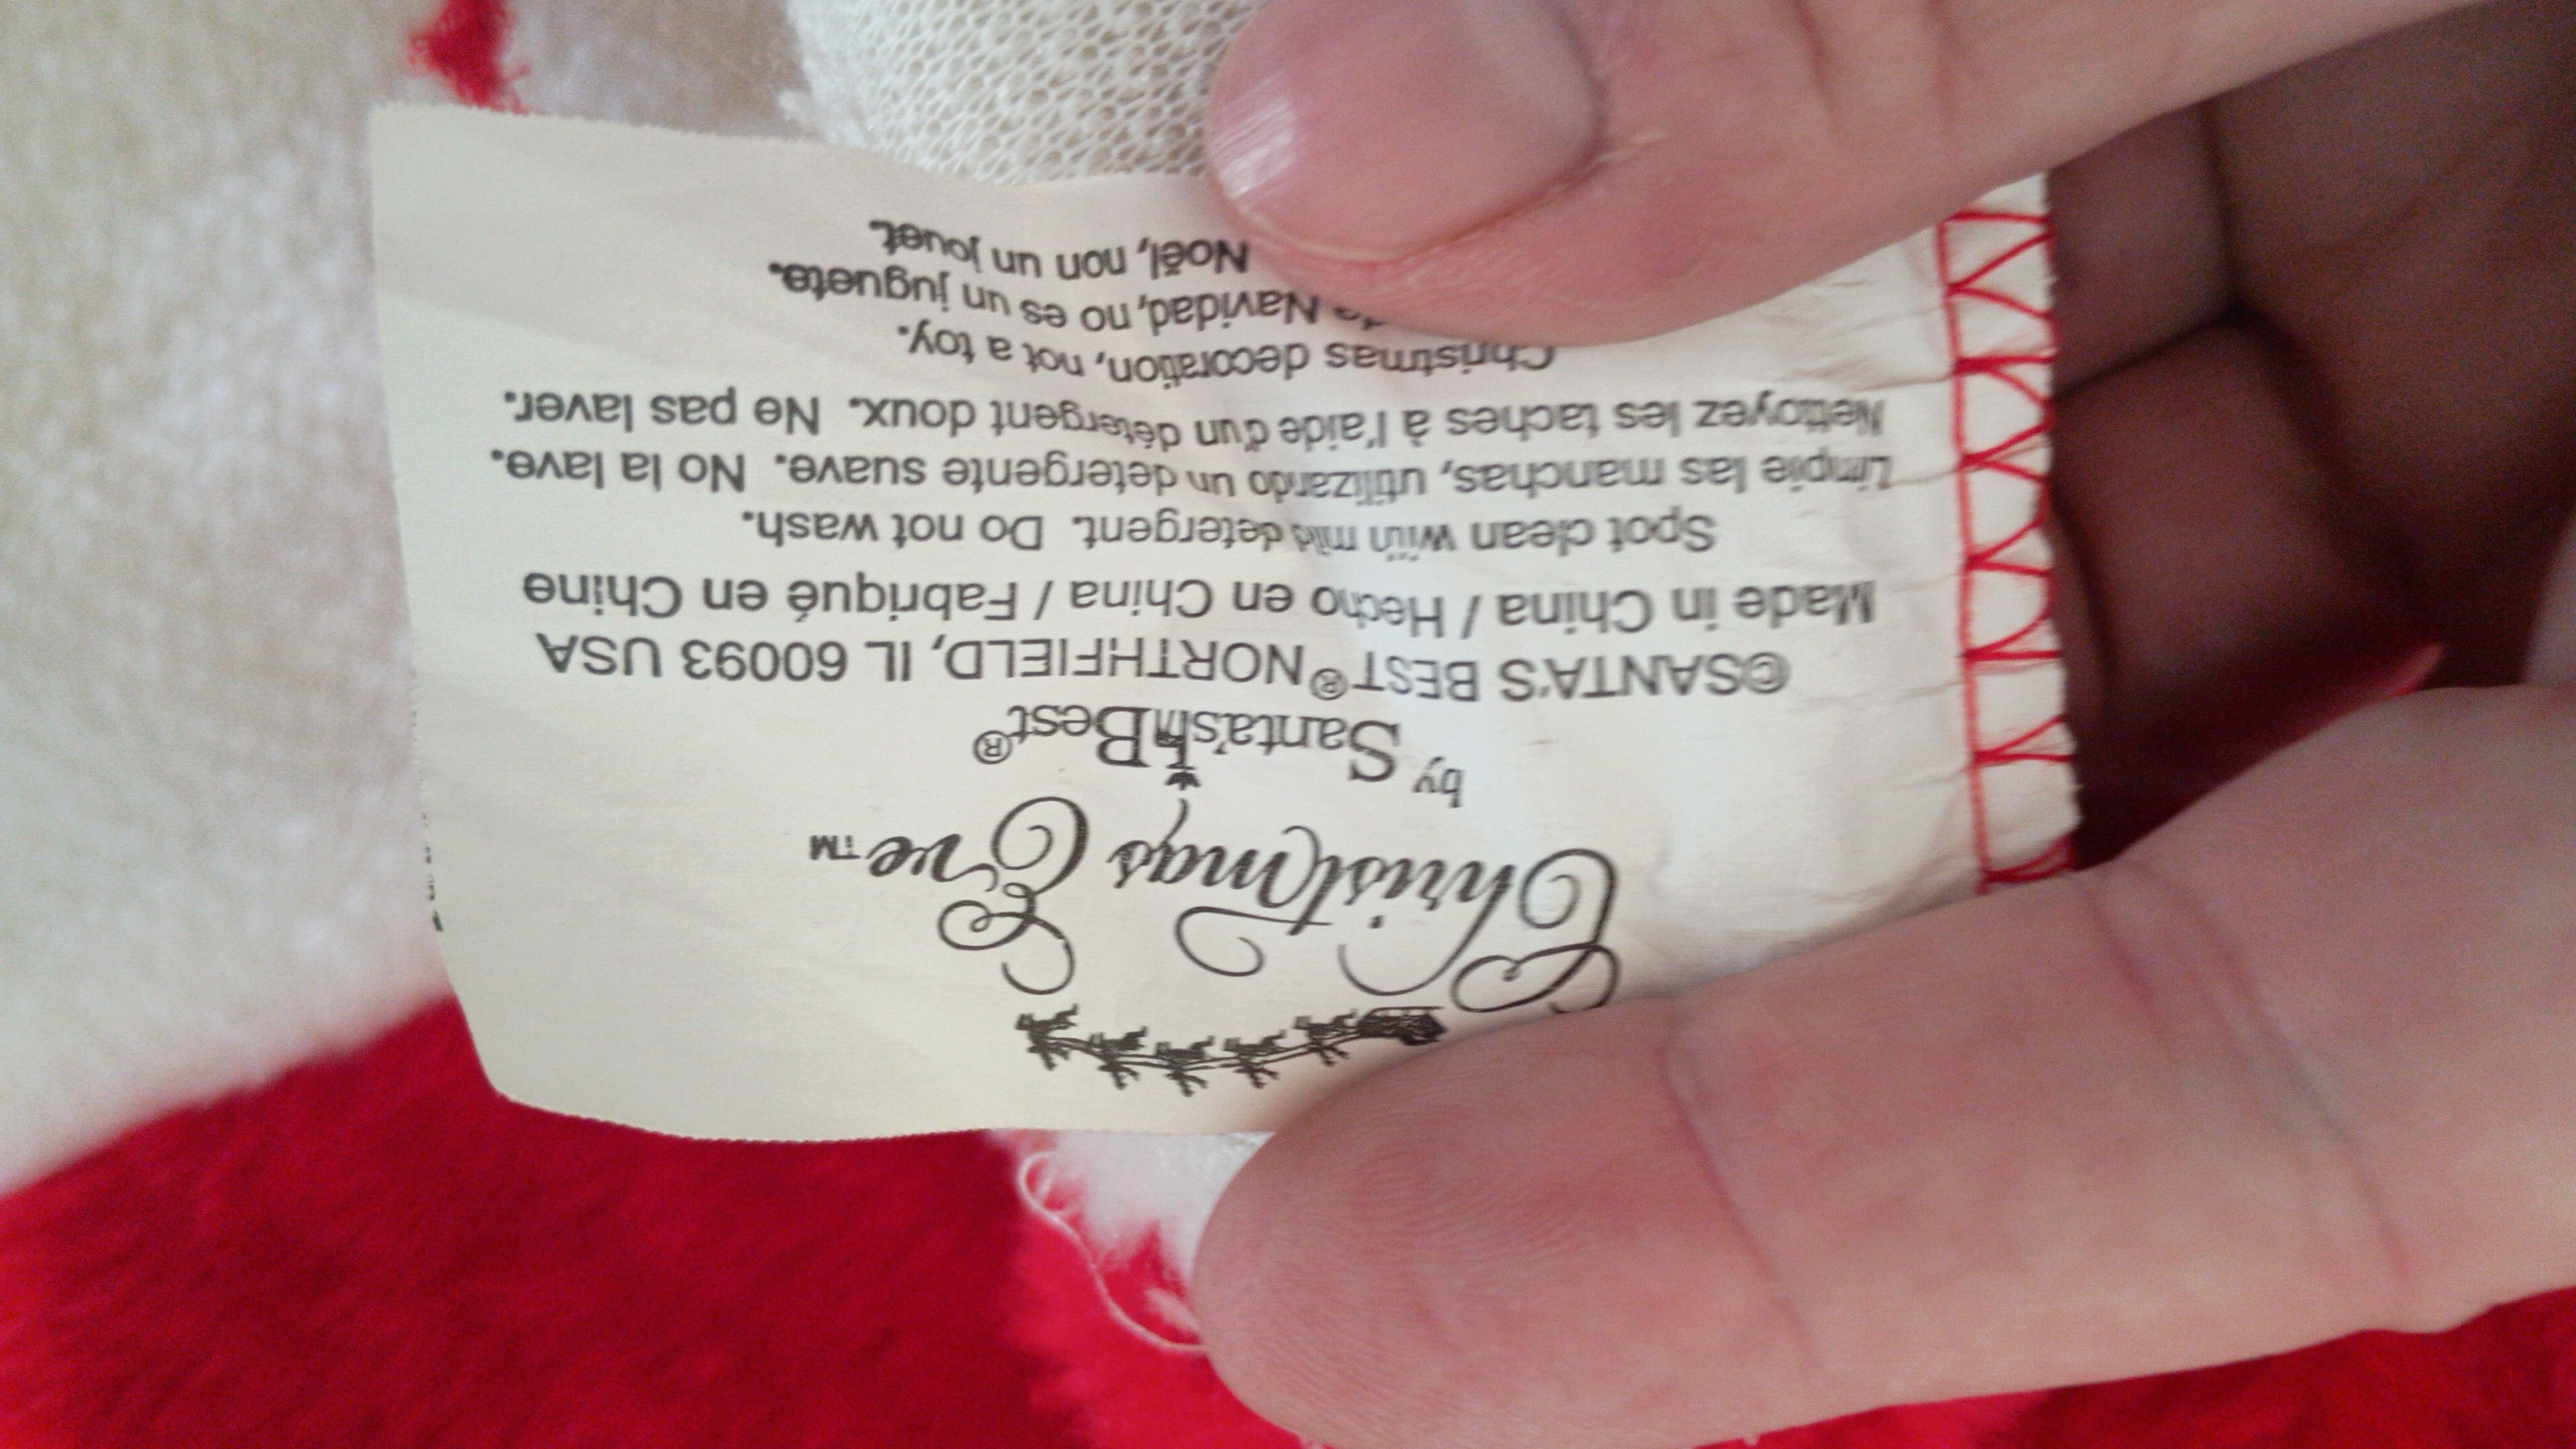 Christmas Eve™
by Santa's Best®
©SANTA'S BEST® NORTHFIELD, IL 60093 USA
Made in China / Hecho en China / Fabriqué en Chine
Spot clean with mild detergent. Do not wash.
Limpie las manchas, utilizando un detergente suave. No la lave.
Nettoyez les taches à l'aide d'un détergent doux. Ne pas laver.
Christmas decoration, not a toy.
de Navidad, no es un juguete.
Noël, non un jouet.